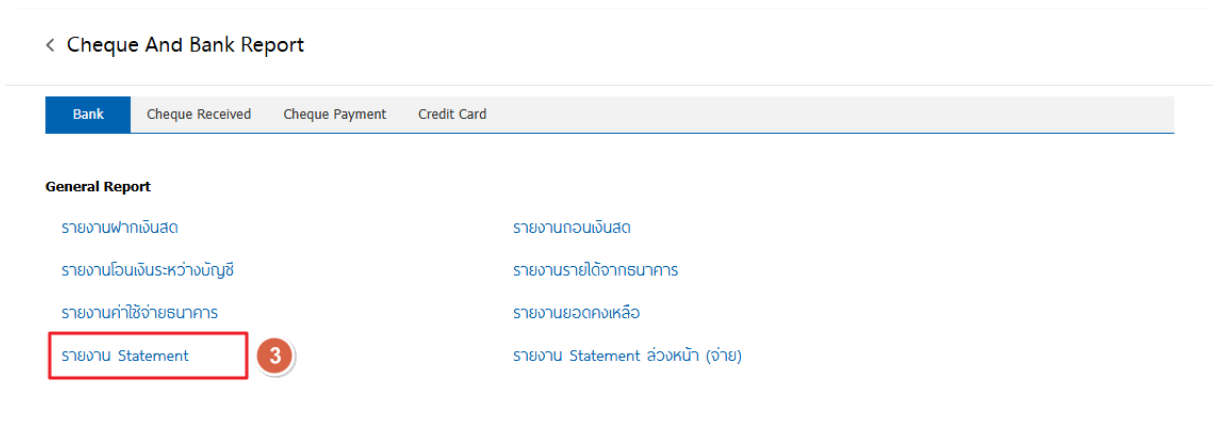 < Cheque And Bank Report
Bank Cheque Received Cheque Payment Credit Card
General Report
รายงานฝากเงินสด รายงานถอนเงินสด
รายงานโอนเงินระหว่างบัญชี รายงานรายได้จากธนาคาร
รายงานค่าใช้จ่ายธนาคาร รายงานยอดคงเหลือ
รายงาน Statement 3 รายงาน Statement ล่วงหน้า (จ่าย)